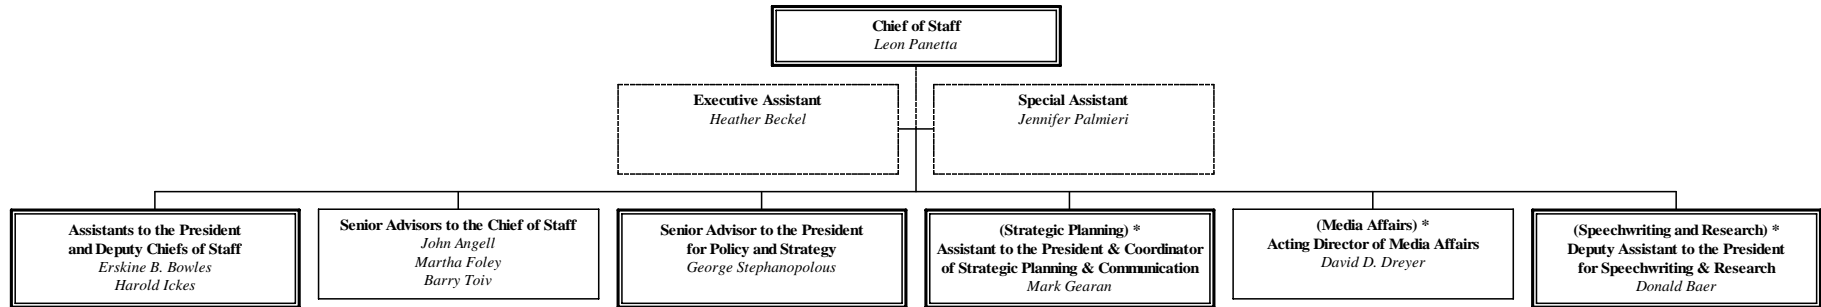 Chief of Staff
Leon Panetta
Executive Assistant
Heather Beckel
Special Assistant
Jennifer Palmieri
Assistants to the President
and Deputy Chiefs of Staff
Erskine B. Bowles
Harold Ickes
Senior Advisors to the Chief of Staff
John Angell
Martha Foley
Barry Toiv
Senior Advisor to the President
for Policy and Strategy
George Stephanopolous
(Strategic Planning) *
Assistant to the President & Coordinator
of Strategic Planning & Communication
Mark Gearan
(Media Affairs) *
Acting Director of Media Affairs
David D. Dreyer
(Speechwriting and Research) *
Deputy Assistant to the President
for Speechwriting & Research
Donald Baer